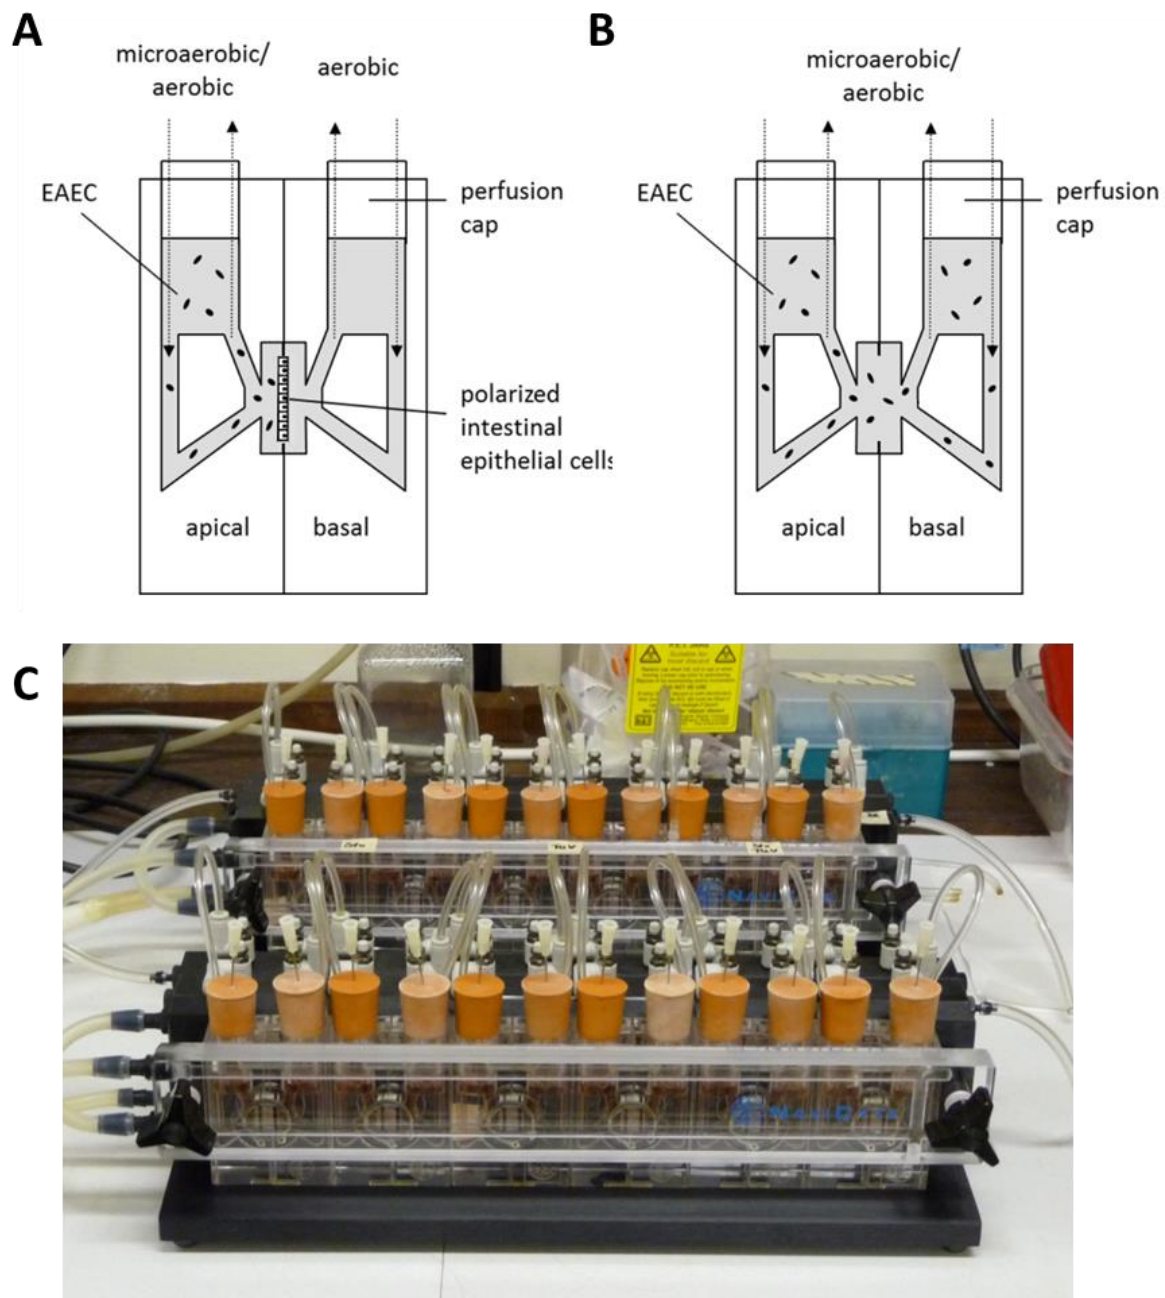 A
microaerobic/
aerobic
aerobic
EAEC
perfusion
cap
polarized
intestinal
epithelial cells
apical
basal
B
microaerobic/
aerobic
EAEC
perfusion
cap
apical
basal
C
NaviData